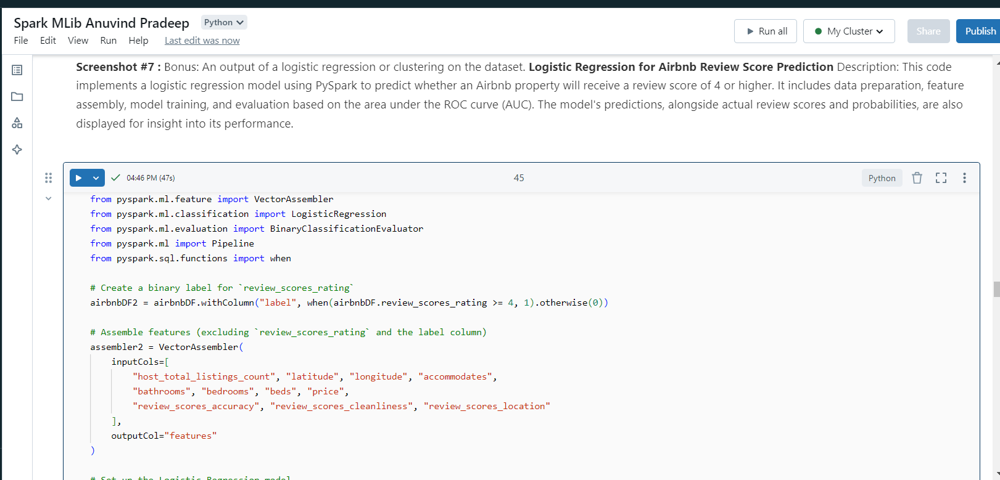 Spark MLib Anuvind Pradeep Python
File Edit View Run Help Last edit was now
Run all
My Cluster
Share
Publish
Screenshot #7 : Bonus: An output of a logistic regression or clustering on the dataset. Logistic Regression for Airbnb Review Score Prediction Description: This code
implements a logistic regression model using PySpark to predict whether an Airbnb property will receive a review score of 4 or higher. It includes data preparation, feature
assembly, model training, and evaluation based on the area under the ROC curve (AUC). The model's predictions, alongside actual review scores and probabilities, are also
displayed for insight into its performance.
04:46 PM (47s) 45 Python
from pyspark.ml.feature import VectorAssembler
from pyspark.ml.classification import LogisticRegression
from pyspark.ml.evaluation import BinaryClassificationEvaluator
from pyspark.ml import Pipeline
from pyspark.sql.functions import when
# Create a binary label for `review_scores_rating`
airbnbDF2 = airbnbDF.withColumn("label", when(airbnbDF.review_scores_rating >= 4, 1).otherwise(0))
# Assemble features (excluding `review_scores_rating` and the label column)
assembler2 = VectorAssembler(
inputCols=[
"host_total_listings_count", "latitude", "longitude", "accommodates",
"bathrooms", "bedrooms", "beds", "price",
"review_scores_accuracy", "review_scores_cleanliness", "review_scores_location"
],
outputCol="features"
)
# Set up the Logistic Regression model